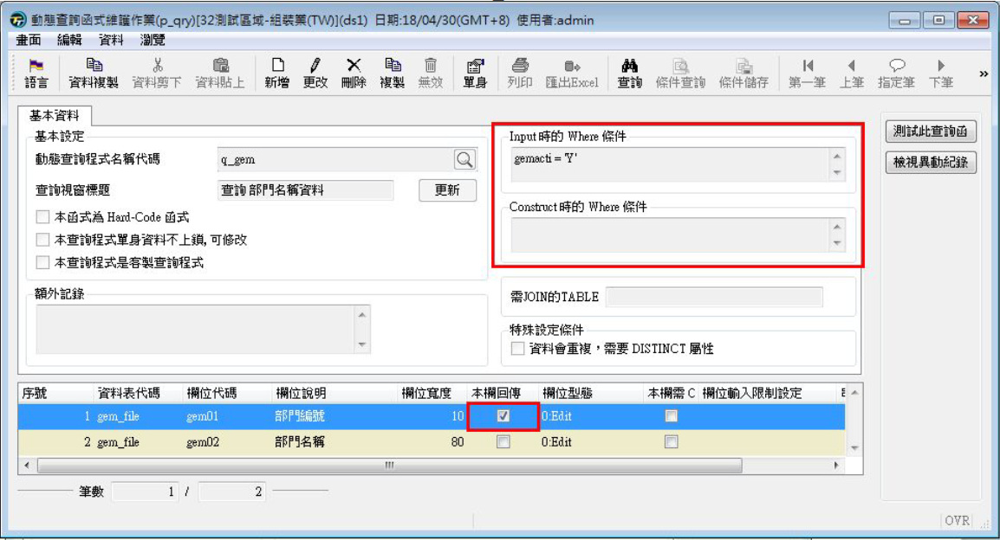 動態查詢函式維護作業(p_qry)[32測試區域-組裝業(TW)](ds1) 日期:18/04/30(GMT+8) 使用者:admin
畫面 編輯 資料 瀏覽
語言 資料複製 資料剪下 資料貼上 新增 更改 刪除 複製 無效 單身 列印 匯出Excel 查詢 條件查詢 條件儲存 第一筆 上筆 指定筆 下筆 »
基本資料
基本設定
動態查詢程式名稱代碼 q_gem
查詢視窗標題 查詢 部門名稱資料 更新
本函式為 Hard-Code 函式
本查詢程式單身資料不上鎖, 可修改
本查詢程式是客製查詢程式
額外記錄
Input 時的 Where 條件
gemacti = 'Y'
Construct 時的 Where 條件
需JOIN的TABLE
特殊設定條件
資料會重複，需要 DISTINCT 屬性
測試此查詢函
檢視異動紀錄
序號 資料表代碼 欄位代碼 欄位說明 欄位寬度 本欄回傳 欄位型態 本欄需 C 欄位輸入限制設定
1 gem_file gem01 部門編號 10 0:Edit
2 gem_file gem02 部門名稱 80 0:Edit
筆數 1 / 2
OVR